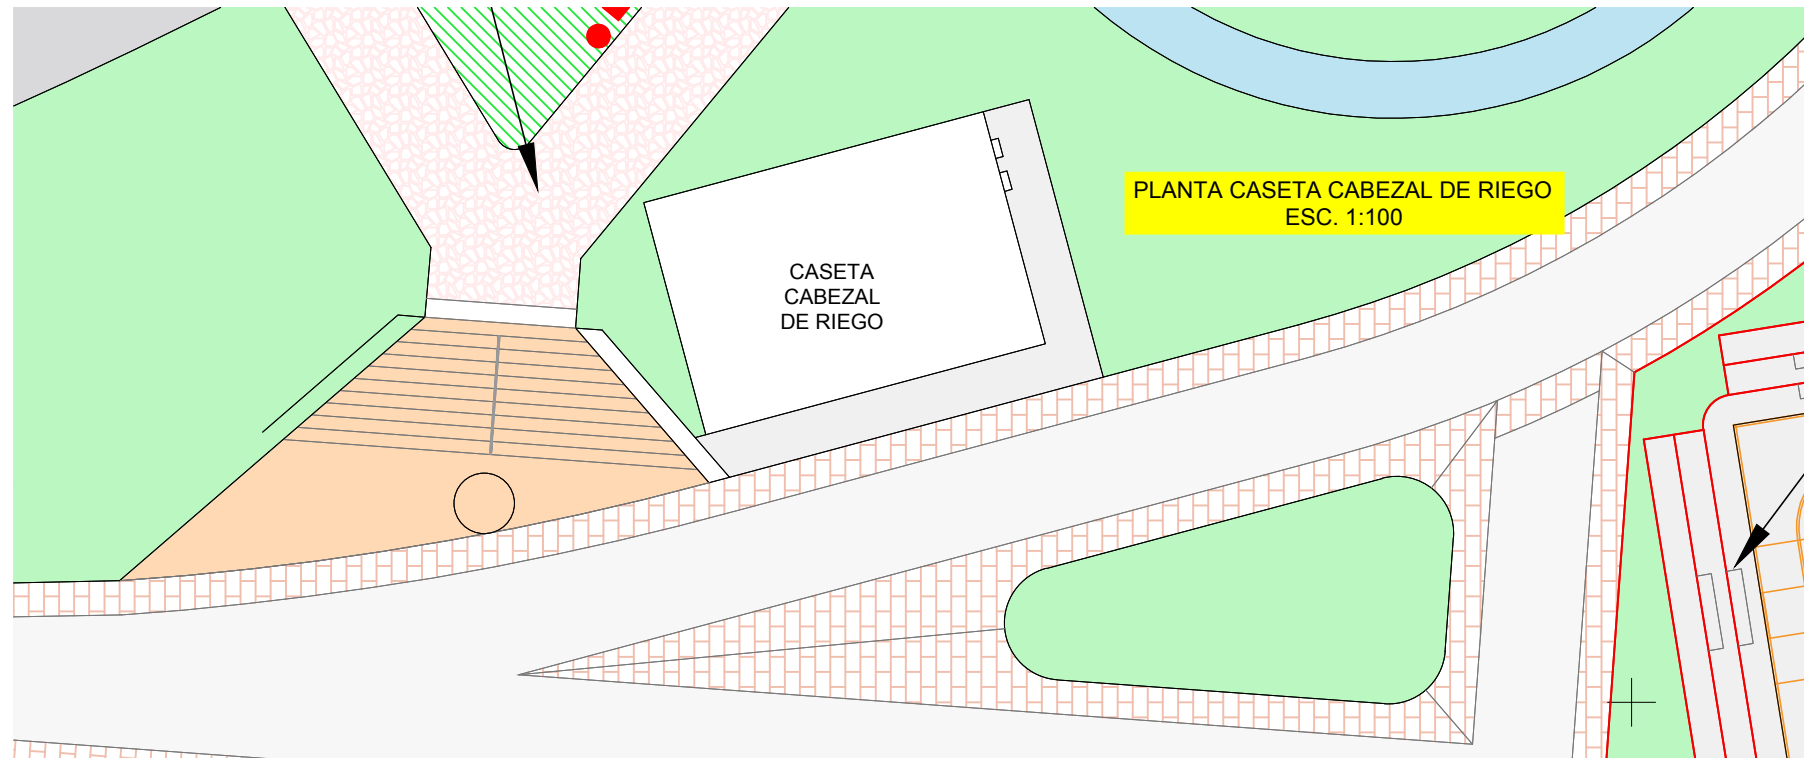 PLANTA CASETA CABEZAL DE RIEGO
ESC. 1:100
CASETA
CABEZAL
DE RIEGO